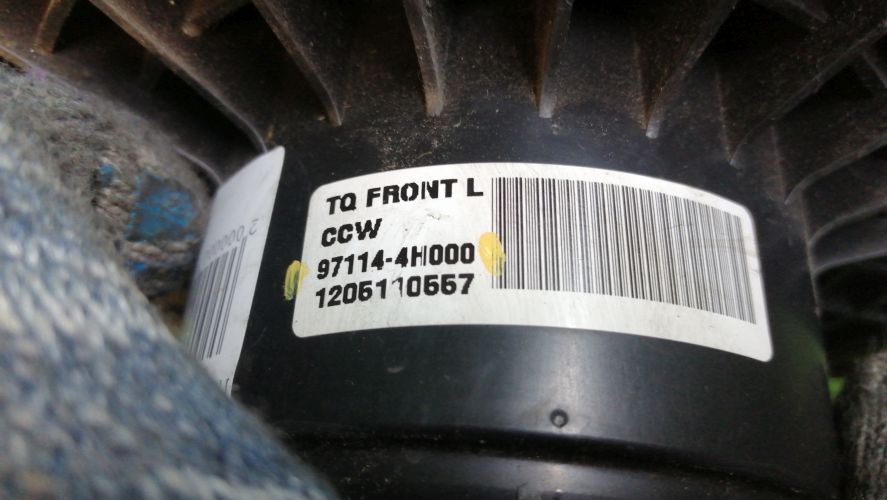 TQ FRONT L
CCW
97114-4H000
1205110557